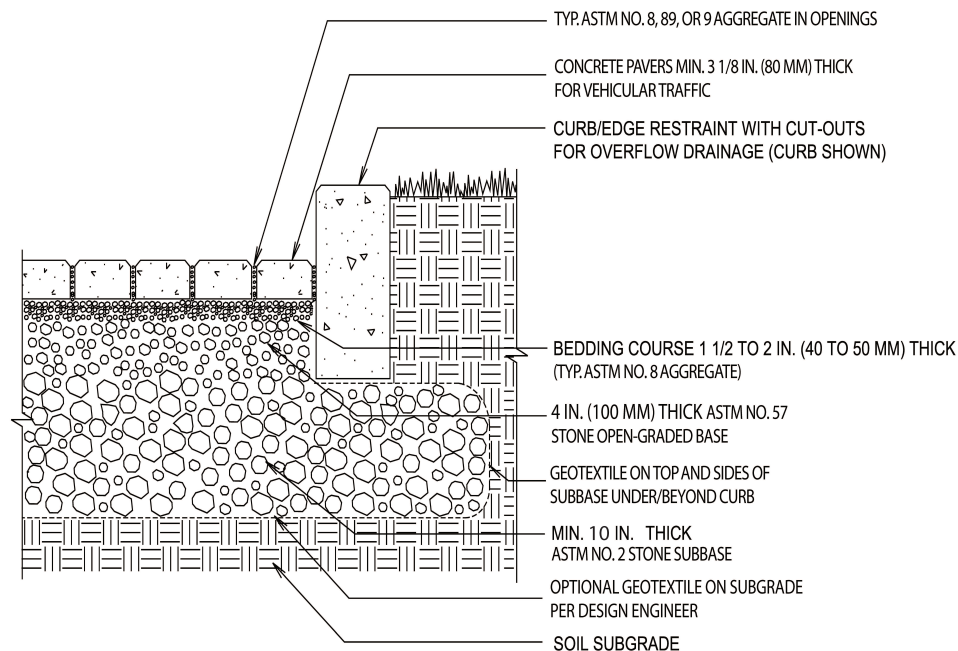 TYP. ASTM NO. 8, 89, OR 9 AGGREGATE IN OPENINGS
CONCRETE PAVERS MIN. 3 1/8 IN. (80 MM) THICK
FOR VEHICULAR TRAFFIC
CURB/EDGE RESTRAINT WITH CUT-OUTS
FOR OVERFLOW DRAINAGE (CURB SHOWN)
BEDDING COURSE 1 1/2 TO 2 IN. (40 TO 50 MM) THICK
(TYP. ASTM NO. 8 AGGREGATE)
4 IN. (100 MM) THICK ASTM NO. 57
STONE OPEN-GRADED BASE
GEOTEXTILE ON TOP AND SIDES OF
SUBBASE UNDER/BEYOND CURB
MIN. 10 IN. THICK
ASTM NO. 2 STONE SUBBASE
OPTIONAL GEOTEXTILE ON SUBGRADE
PER DESIGN ENGINEER
SOIL SUBGRADE